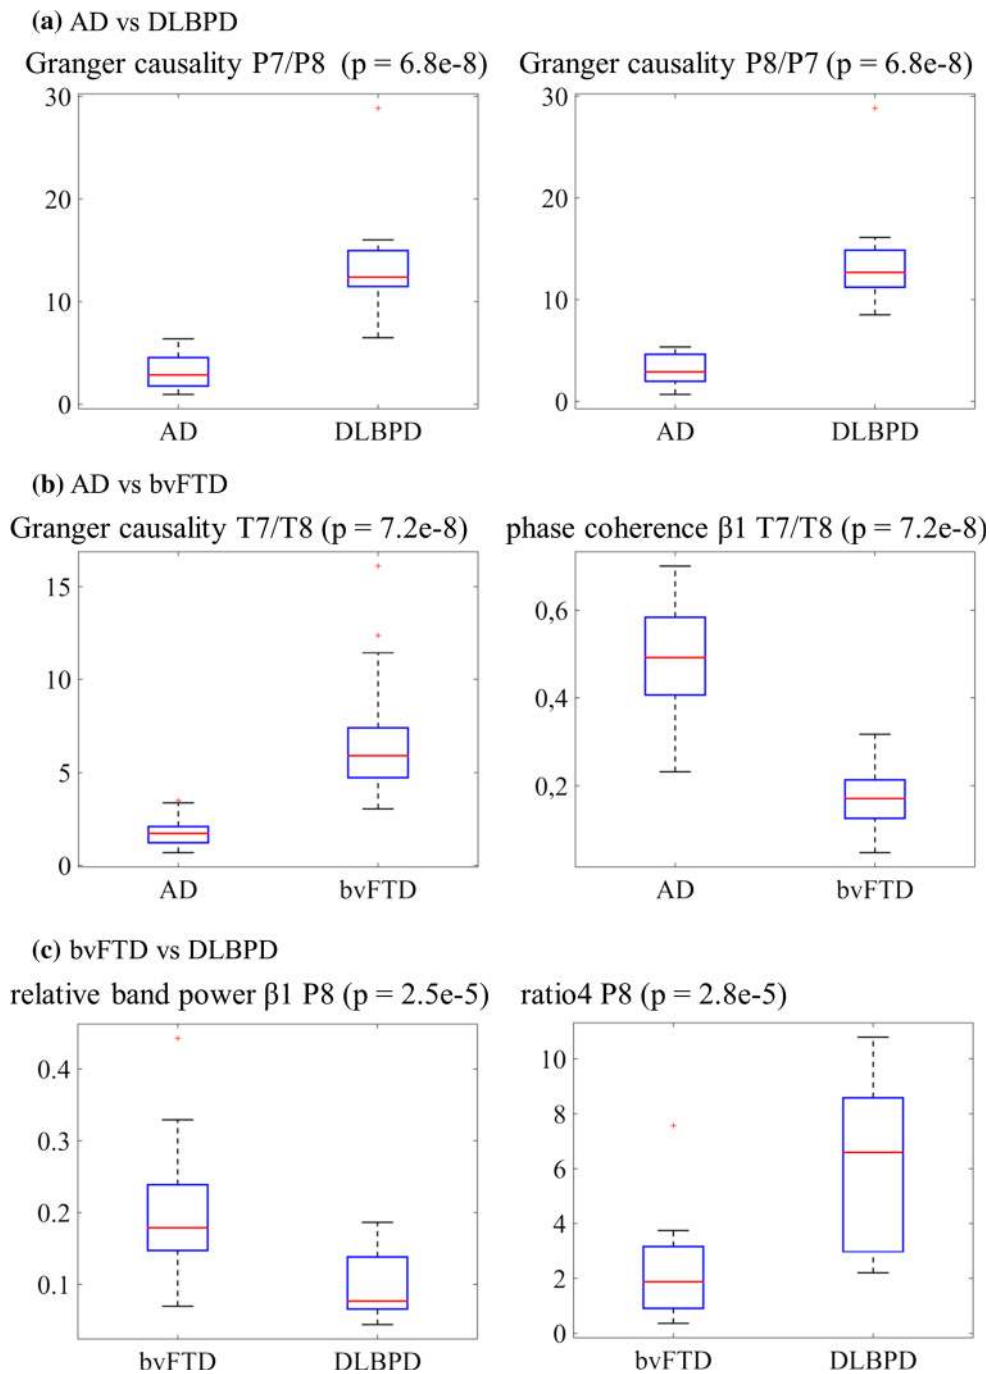 (a) AD vs DLBPD
Granger causality P7/P8 (p = 6.8e-8)
Granger causality P8/P7 (p = 6.8e-8)
30
20
10
0
AD
DLBPD
30
20
10
0
AD
DLBPD
(b) AD vs bvFTD
Granger causality T7/T8 (p = 7.2e-8)
phase coherence β1 T7/T8 (p = 7.2e-8)
15
10
5
0
AD
bvFTD
0,6
0,4
0,2
AD
bvFTD
(c) bvFTD vs DLBPD
relative band power β1 P8 (p = 2.5e-5)
ratio4 P8 (p = 2.8e-5)
0.4
0.3
0.2
0.1
bvFTD
DLBPD
10
8
6
4
2
0
bvFTD
DLBPD